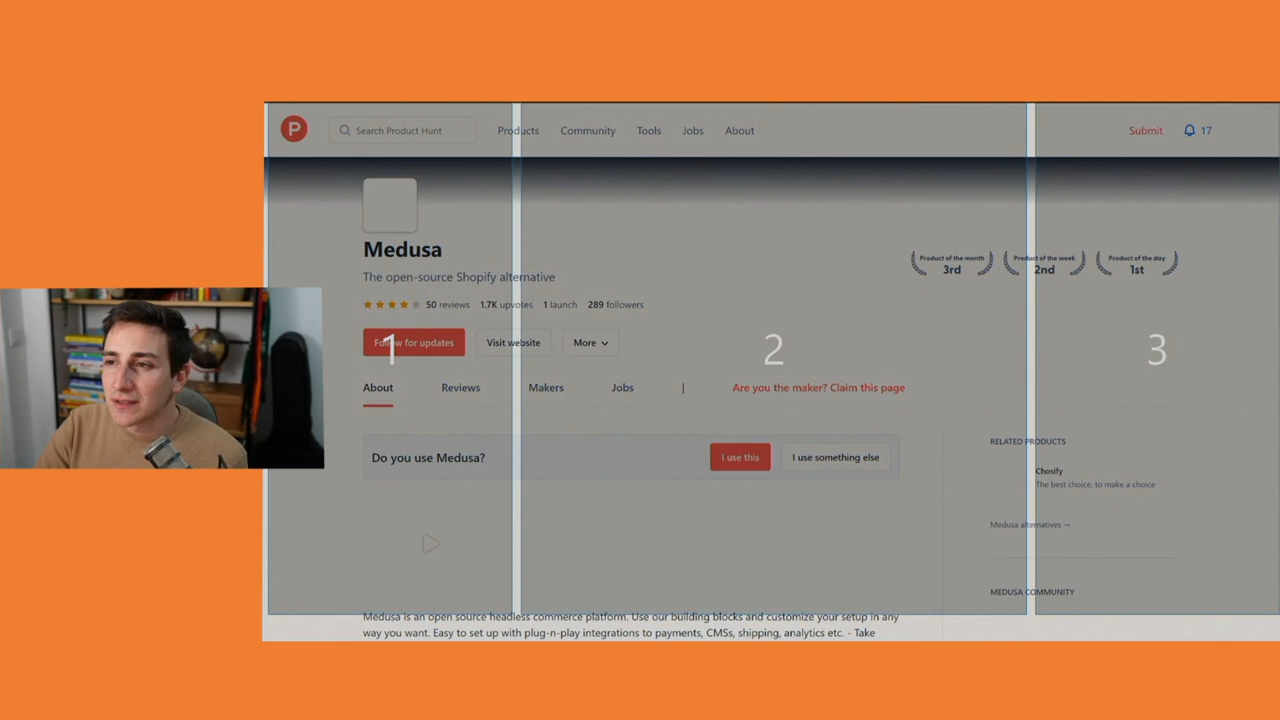 P
Search Product Hunt
Products
Community
Tools
Jobs
About
Submit
17
Medusa
The open-source Shopify alternative
50 reviews
1.7K upvotes
1 launch
289 followers
Product of the month
3rd
Product of the week
2nd
Product of the day
1st
Follow for updates
Visit website
More
1
2
3
About
Reviews
Makers
Jobs
|
Are you the maker? Claim this page
Do you use Medusa?
I use this
I use something else
RELATED PRODUCTS
Chosify
The best choice, to make a choice
Medusa alternatives →
MEDUSA COMMUNITY
Medusa is an open source headless commerce platform. Use our building blocks and customize your setup in any
way you want. Easy to set up with plug-n-play integrations to payments, CMSs, shipping, analytics etc. - Take